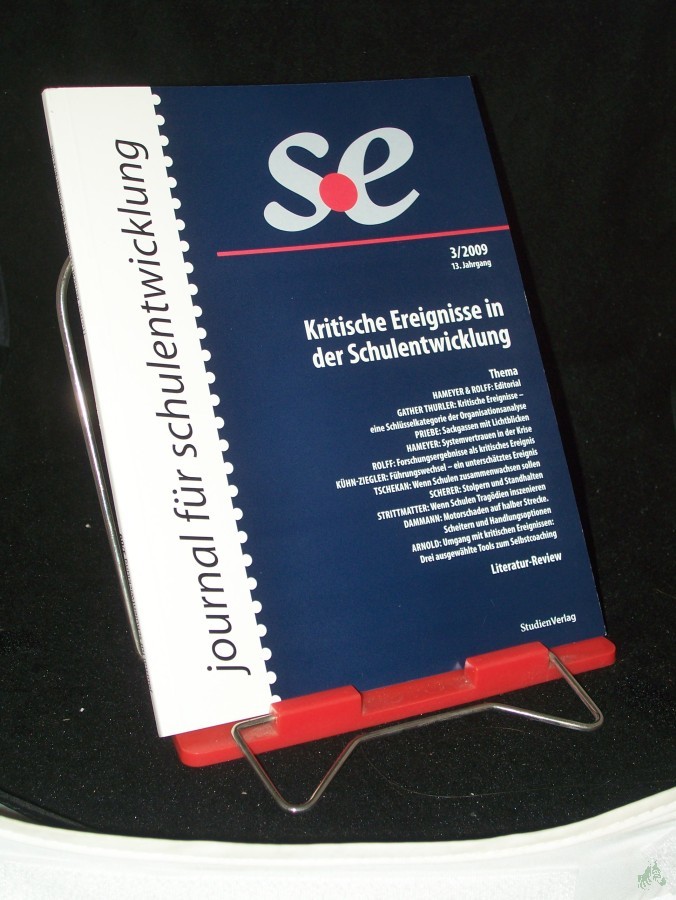 journal für schulentwicklung
se
3/2009
13. Jahrgang
Kritische Ereignisse in
der Schulentwicklung
Thema
HAMEYER & ROLFF: Editorial
GATHER THURLER: Kritische Ereignisse –
eine Schlüsselkategorie der Organisationsanalyse
PRIEBE: Sackgassen mit Lichtblicken
HAMEYER: Systemvertrauen in der Krise
ROLFF: Forschungsergebnisse als kritisches Ereignis
KÜHN-ZIEGLER: Führungswechsel – ein unterschätztes Ereignis
TSCHEKAN: Wenn Schulen zusammenwachsen sollen
SCHERER: Stolpern und Standhalten
STRITTMATTER: Wenn Schulen Tragödien inszenieren
DAMMANN: Motorschaden auf halber Strecke.
Scheitern und Handlungsoptionen
ARNOLD: Umgang mit kritischen Ereignissen:
Drei ausgewählte Tools zum Selbstcoaching
Literatur-Review
StudienVerlag